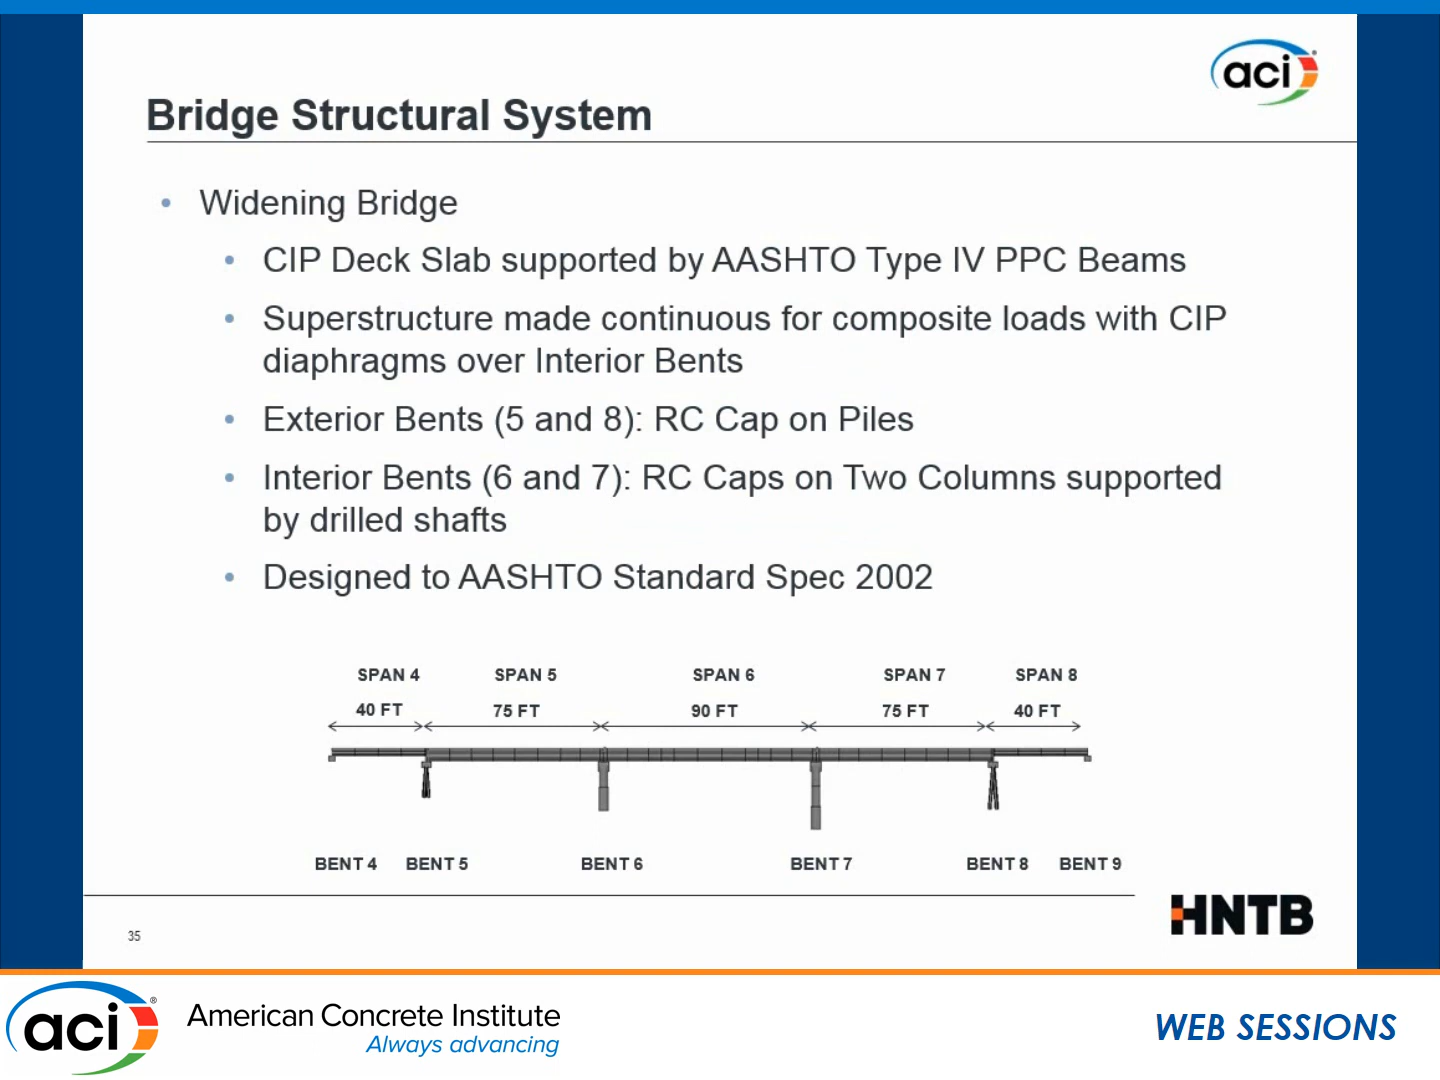 aci
Bridge Structural System
• Widening Bridge
• CIP Deck Slab supported by AASHTO Type IV PPC Beams
• Superstructure made continuous for composite loads with CIP
diaphragms over Interior Bents
• Exterior Bents (5 and 8): RC Cap on Piles
• Interior Bents (6 and 7): RC Caps on Two Columns supported
by drilled shafts
• Designed to AASHTO Standard Spec 2002
SPAN 4 SPAN 5 SPAN 6 SPAN 7 SPAN 8
40 FT 75 FT 90 FT 75 FT 40 FT
BENT 4 BENT 5 BENT 6 BENT 7 BENT 8 BENT 9
HNTB
35
aci®
American Concrete Institute
Always advancing
WEB SESSIONS